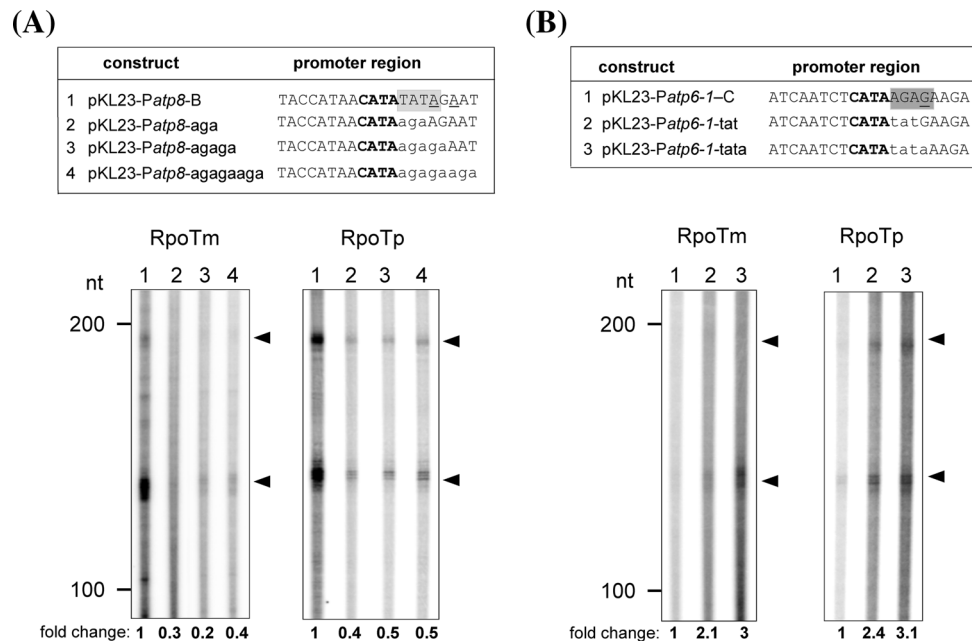 (A)
construct promoter region
1 pKL23-Patp8-B TACCATAACATATATAGAAT
2 pKL23-Patp8-aga TACCATAACATAagaAGAAT
3 pKL23-Patp8-agaga TACCATAACATAagagaAAT
4 pKL23-Patp8-agagaaga TACCATAACATAagagaaga
RpoTm RpoTp
1 2 3 4 1 2 3 4
nt
200
100
fold change: 1 0.3 0.2 0.4 1 0.4 0.5 0.5
(B)
construct promoter region
1 pKL23-Patp6-1–C ATCAATCTCATAAGAGAAGA
2 pKL23-Patp6-1-tat ATCAATCTCATAtatGAAGA
3 pKL23-Patp6-1-tata ATCAATCTCATAtataAAGA
RpoTm RpoTp
1 2 3 1 2 3
nt
200
100
fold change: 1 2.1 3 1 2.4 3.1